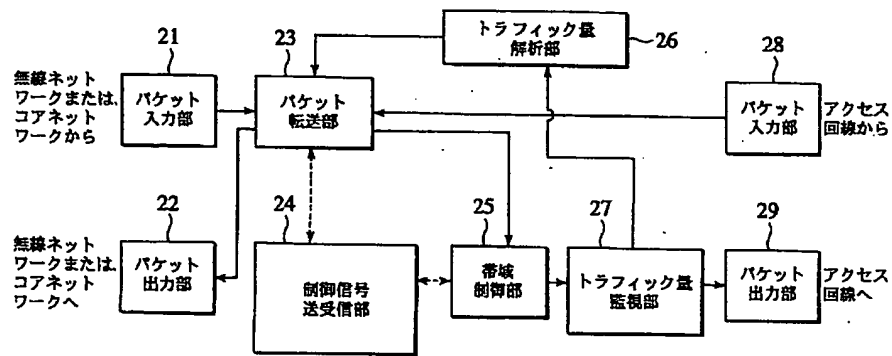 21
23
トラフィック量
解析部
26
28
無線ネット
ワークまたは、
コアネット
ワークから
パケット
入力部
パケット
転送部
パケット
入力部
アクセス
回線から
22
24
25
27
29
無線ネット
ワークまたは、
コアネット
ワークへ
パケット
出力部
制御信号
送受信部
帯域
制御部
トラフィック量
監視部
パケット
出力部
アクセス
回線へ